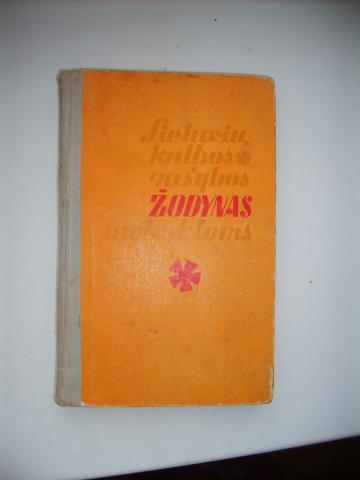 Lietuvių
kalbos
rašybos
ŽODYNAS
mokykloms